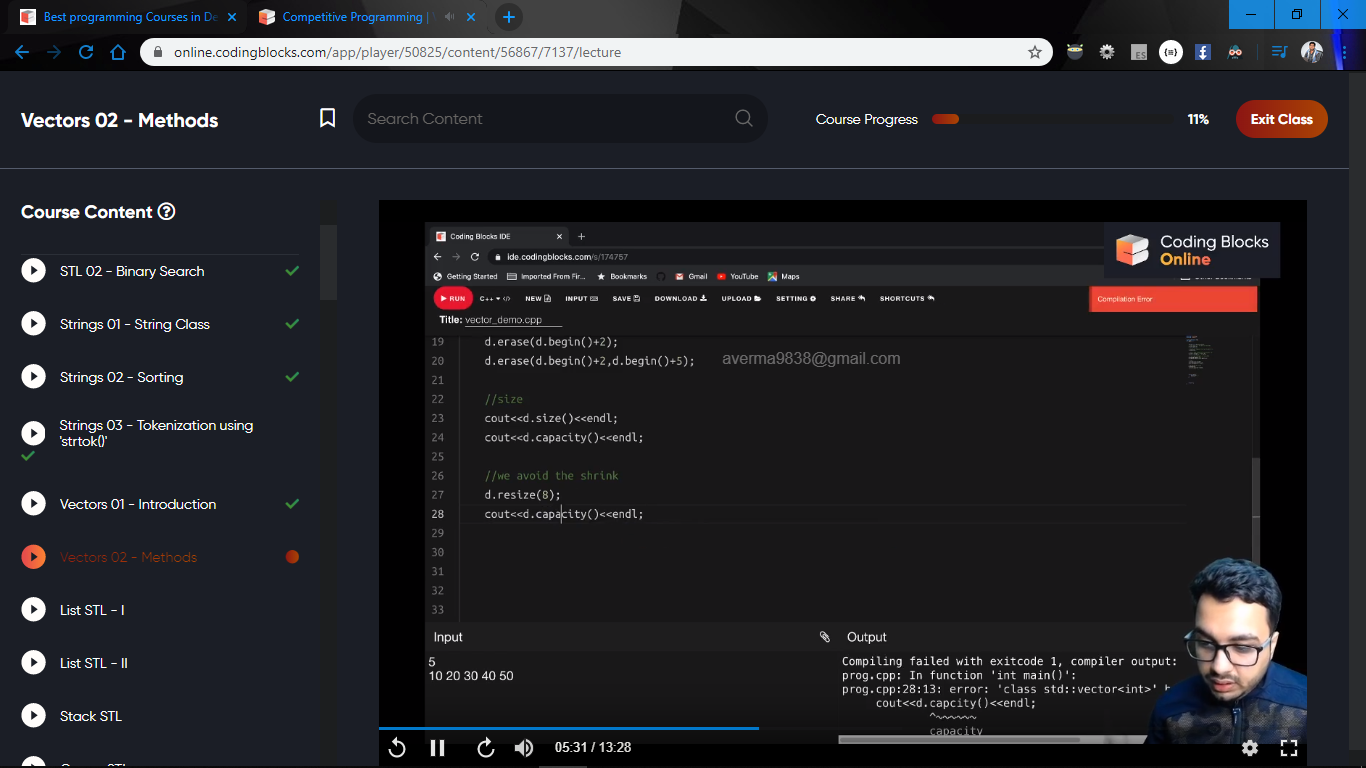 Best programming Courses in De
Competitive Programming |
online.codingblocks.com/app/player/50825/content/56867/7137/lecture
Vectors 02 - Methods
Search Content
Course Progress
11%
Exit Class
Course Content
STL 02 - Binary Search
Strings 01 - String Class
Strings 02 - Sorting
Strings 03 - Tokenization using
'strtok()'
Vectors 01 - Introduction
Vectors 02 - Methods
List STL - I
List STL - II
Stack STL
Coding Blocks IDE
ide.codingblocks.com/s/174757
Getting Started
Imported From Fir...
Bookmarks
Gmail
YouTube
Maps
Coding Blocks
Online
RUN
C++
NEW
INPUT
SAVE
DOWNLOAD
UPLOAD
SETTING
SHARE
SHORTCUTS
Compilation Error
Title: vector_demo.cpp
19 d.erase(d.begin()+2);
20 d.erase(d.begin()+2,d.begin()+5);
averma9838@gmail.com
21
22 //size
23 cout<<d.size()<<endl;
24 cout<<d.capacity()<<endl;
25
26 //we avoid the shrink
27 d.resize(8);
28 cout<<d.capacity()<<endl;
29
30
31
32
33
Input
5
10 20 30 40 50
Output
Compiling failed with exitcode 1, compiler output:
prog.cpp: In function 'int main()':
prog.cpp:28:13: error: 'class std::vector<int>' h
cout<<d.capcity()<<endl;
^~~~~~~
capacity
05:31 / 13:28